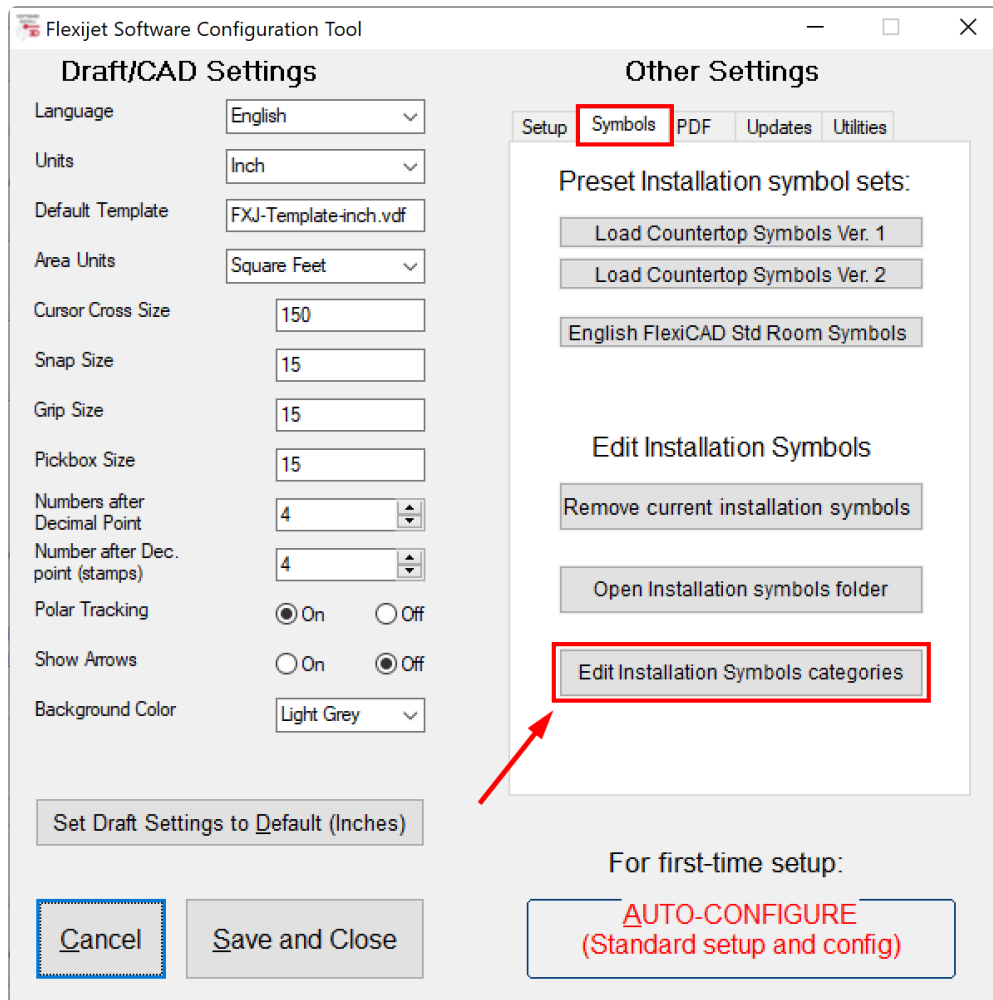 Flexijet Software Configuration Tool
Draft/CAD Settings
Language
English
Units
Inch
Default Template
FXJ-Template-inch.vdf
Area Units
Square Feet
Cursor Cross Size
150
Snap Size
15
Grip Size
15
Pickbox Size
15
Numbers after
Decimal Point
4
Number after Dec.
point (stamps)
4
Polar Tracking
On
Off
Show Arrows
On
Off
Background Color
Light Grey
Set Draft Settings to Default (Inches)
Cancel
Save and Close
Other Settings
Setup
Symbols
PDF
Updates
Utilities
Preset Installation symbol sets:
Load Countertop Symbols Ver. 1
Load Countertop Symbols Ver. 2
English FlexiCAD Std Room Symbols
Edit Installation Symbols
Remove current installation symbols
Open Installation symbols folder
Edit Installation Symbols categories
For first-time setup:
AUTO-CONFIGURE
(Standard setup and config)